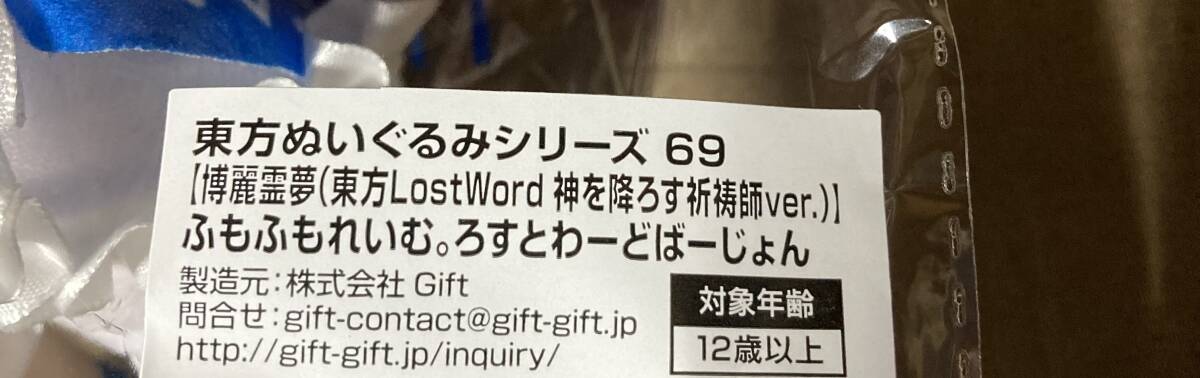 東方ぬいぐるみシリーズ 69
【博麗霊夢(東方LostWord 神を降ろす祈祷師ver.)】
ふもふもれいむ。ろすとわーどばーじょん
製造元:株式会社 Gift
問合せ:gift-contact@gift-gift.jp
http://gift-gift.jp/inquiry/
対象年齢
12歳以上